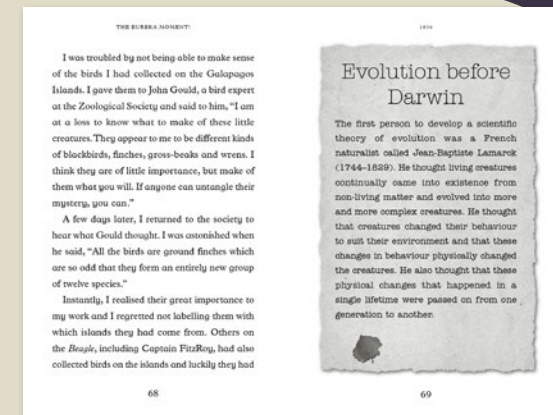 THE EUREKA MOMENT!
I was troubled by not being able to make sense
of the birds I had collected on the Galapagos
Islands. I gave them to John Gould, a bird expert
at the Zoological Society and said to him, “I am
at a loss to know what to make of these little
creatures. They appear to me to be different kinds
of blackbirds, finches, gross-beaks and wrens. I
think they are of little importance, but make of
them what you will. If anyone can untangle their
mystery, you can.”
A few days later, I returned to the society to
hear what Gould thought. I was astonished when
he said, “All the birds are ground finches which
are so odd that they form an entirely new group
of twelve species.”
Instantly, I realised their great importance to
my work and I regretted not labelling them with
which islands they had come from. Others on
the Beagle, including Captain FitzRoy, had also
collected birds on the islands and luckily they had
68
Evolution before
Darwin
The first person to develop a scientific
theory of evolution was a French
naturalist called Jean-Baptiste Lamarck
(1744–1829). He thought living creatures
continually came into existence from
non-living matter and evolved into more
and more complex creatures. He thought
that creatures changed their behaviour
to suit their environment and that these
changes in behaviour physically changed
the creatures. He also thought that these
physical changes that happened in a
single lifetime were passed on from one
generation to another.
69